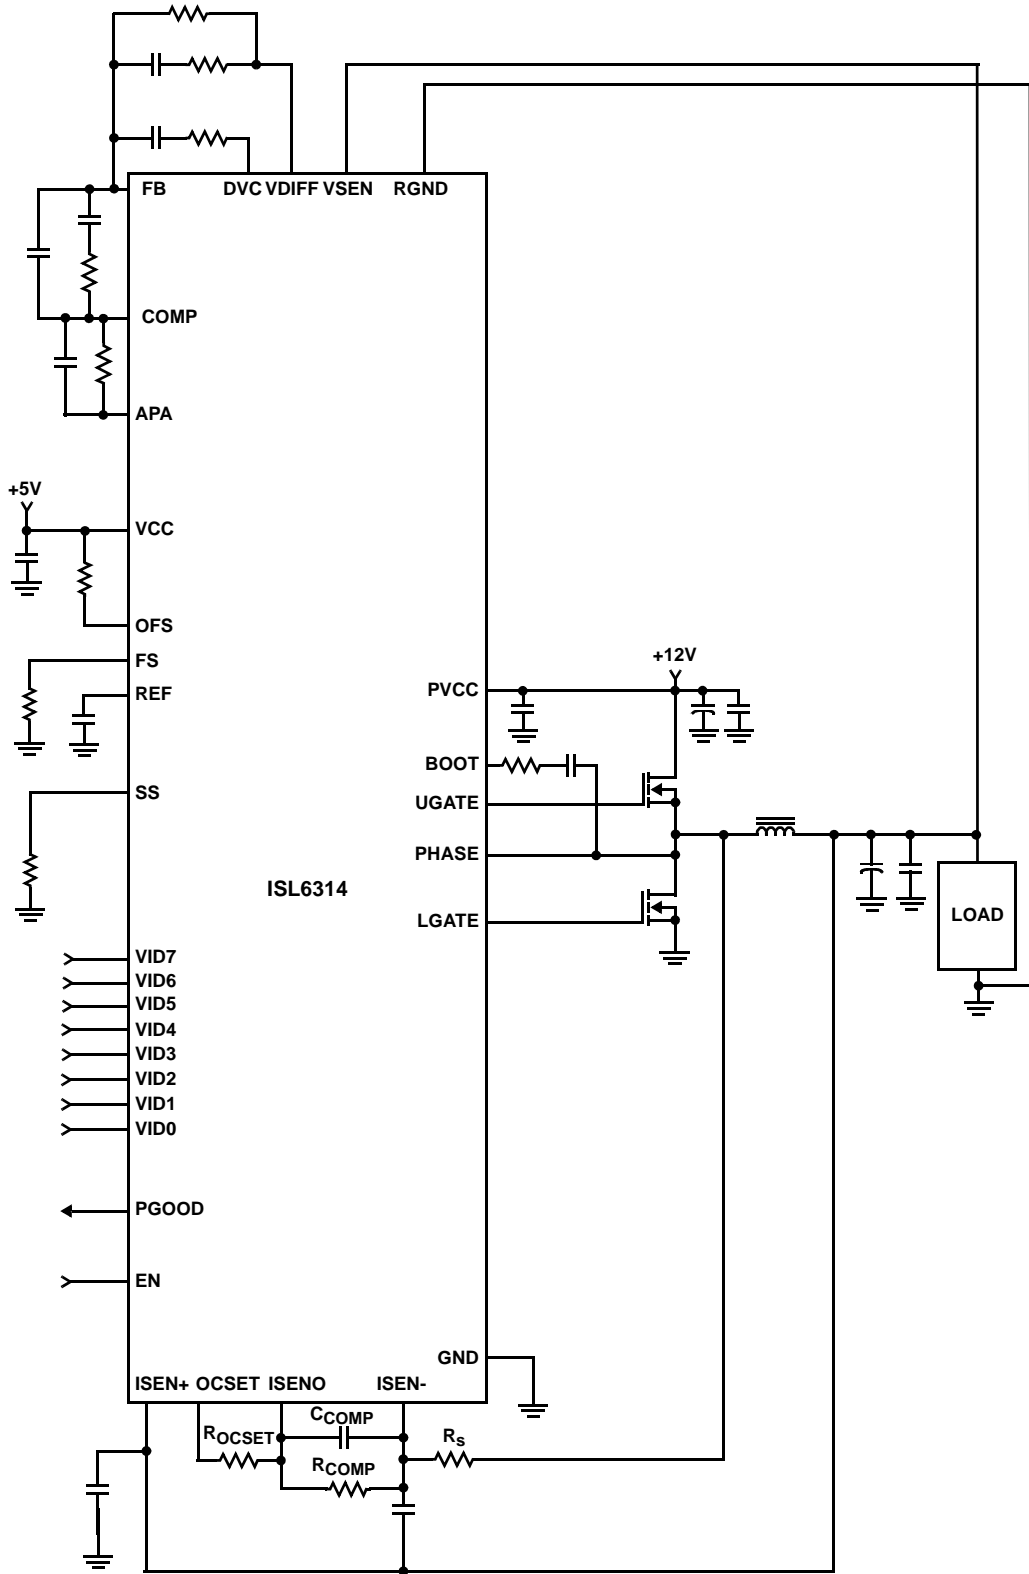 FB
DVC VDIFF VSEN RGND
COMP
APA
+5V
VCC
OFS
FS
REF
SS
+12V
PVCC
BOOT
UGATE
PHASE
LGATE
ISL6314
LOAD
VID7
VID6
VID5
VID4
VID3
VID2
VID1
VID0
PGOOD
EN
GND
ISEN+ OCSET ISENO ISEN-
CCOMP
ROCSET
RS
RCOMP